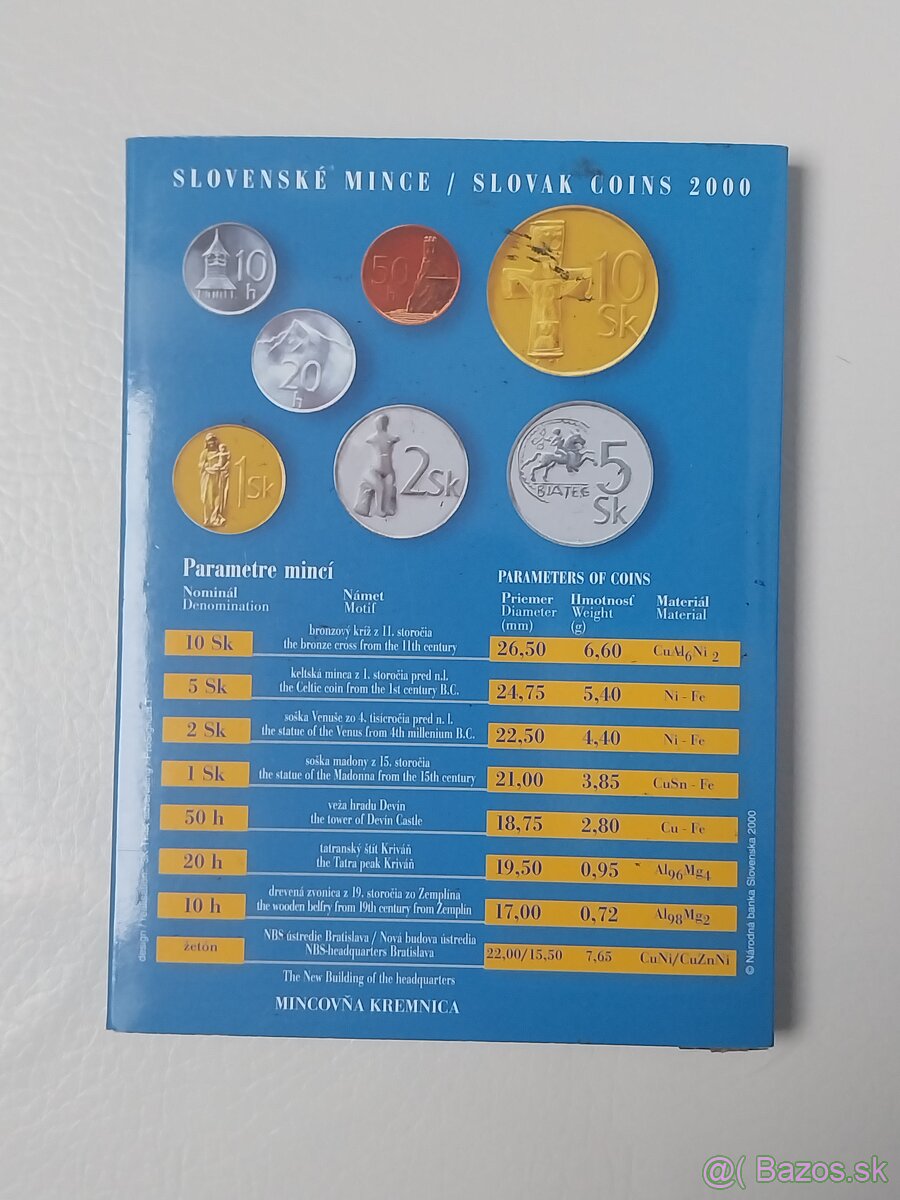 SLOVENSKÉ MINCE / SLOVAK COINS 2000
10
h
50
h
10
Sk
20
h
1 Sk
2 Sk
5
Sk
BIATEC
Parametre mincí
PARAMETERS OF COINS
Nominál
Denomination
Námet
Motif
Priemer
Diameter
(mm)
Hmotnosť
Weight
(g)
Materiál
Material
10 Sk
bronzový kríž z 11. storočia
the bronze cross from the 11th century
26,50 6,60 CuAl6Ni 2
5 Sk
keltská minca z 1. storočia pred n.l.
the Celtic coin from the 1st century B.C.
24,75 5,40 Ni - Fe
2 Sk
soška Venuše zo 4. tisícročia pred n. l.
the statue of the Venus from 4th millenium B.C.
22,50 4,40 Ni - Fe
1 Sk
soška madony z 15. storočia
the statue of the Madonna from the 15th century
21,00 3,85 CuSn - Fe
50 h
veža hradu Devín
the tower of Devín Castle
18,75 2,80 Cu - Fe
20 h
tatranský štít Kriváň
the Tatra peak Kriváň
19,50 0,95 Al96Mg4
10 h
drevená zvonica z 19. storočia zo Zemplína
the wooden belfry from 19th century from Zemplín
17,00 0,72 Al98Mg2
žetón
NBS ústredie Bratislava / Nová budova ústredia
NBS-headquarters Bratislava
22,00/15,50 7,65 CuNi/CuZnNi
The New Building of the headquarters
MINCOVŇA KREMNICA
design
© Národná banka Slovenska 2000
@( Bazos.sk